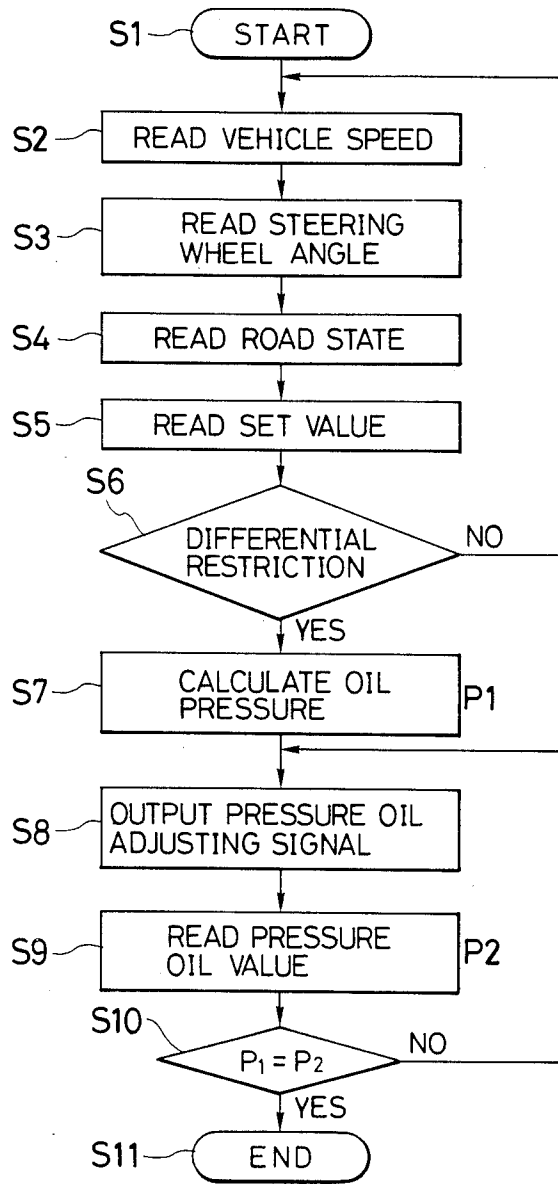 S1 START
S2 READ VEHICLE SPEED
S3 READ STEERING
WHEEL ANGLE
S4 READ ROAD STATE
S5 READ SET VALUE
S6
DIFFERENTIAL
RESTRICTION
NO
YES
S7 CALCULATE OIL
PRESSURE
P1
S8 OUTPUT PRESSURE OIL
ADJUSTING SIGNAL
S9 READ PRESSURE
OIL VALUE
P2
S10
P₁ = P₂
NO
YES
S11 END